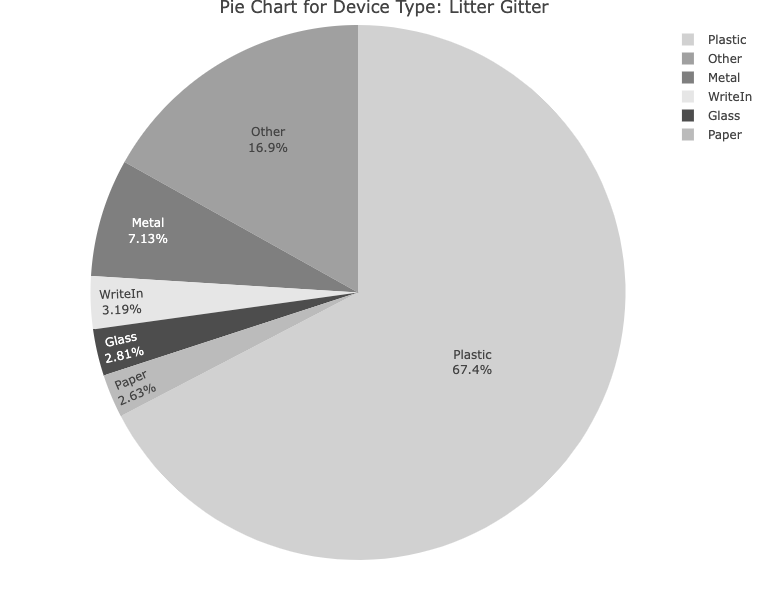 Pie Chart for Device Type: Litter Gitter
Plastic
Other
Metal
WriteIn
Glass
Paper
Other
16.9%
Metal
7.13%
WriteIn
3.19%
Glass
2.81%
Paper
2.63%
Plastic
67.4%